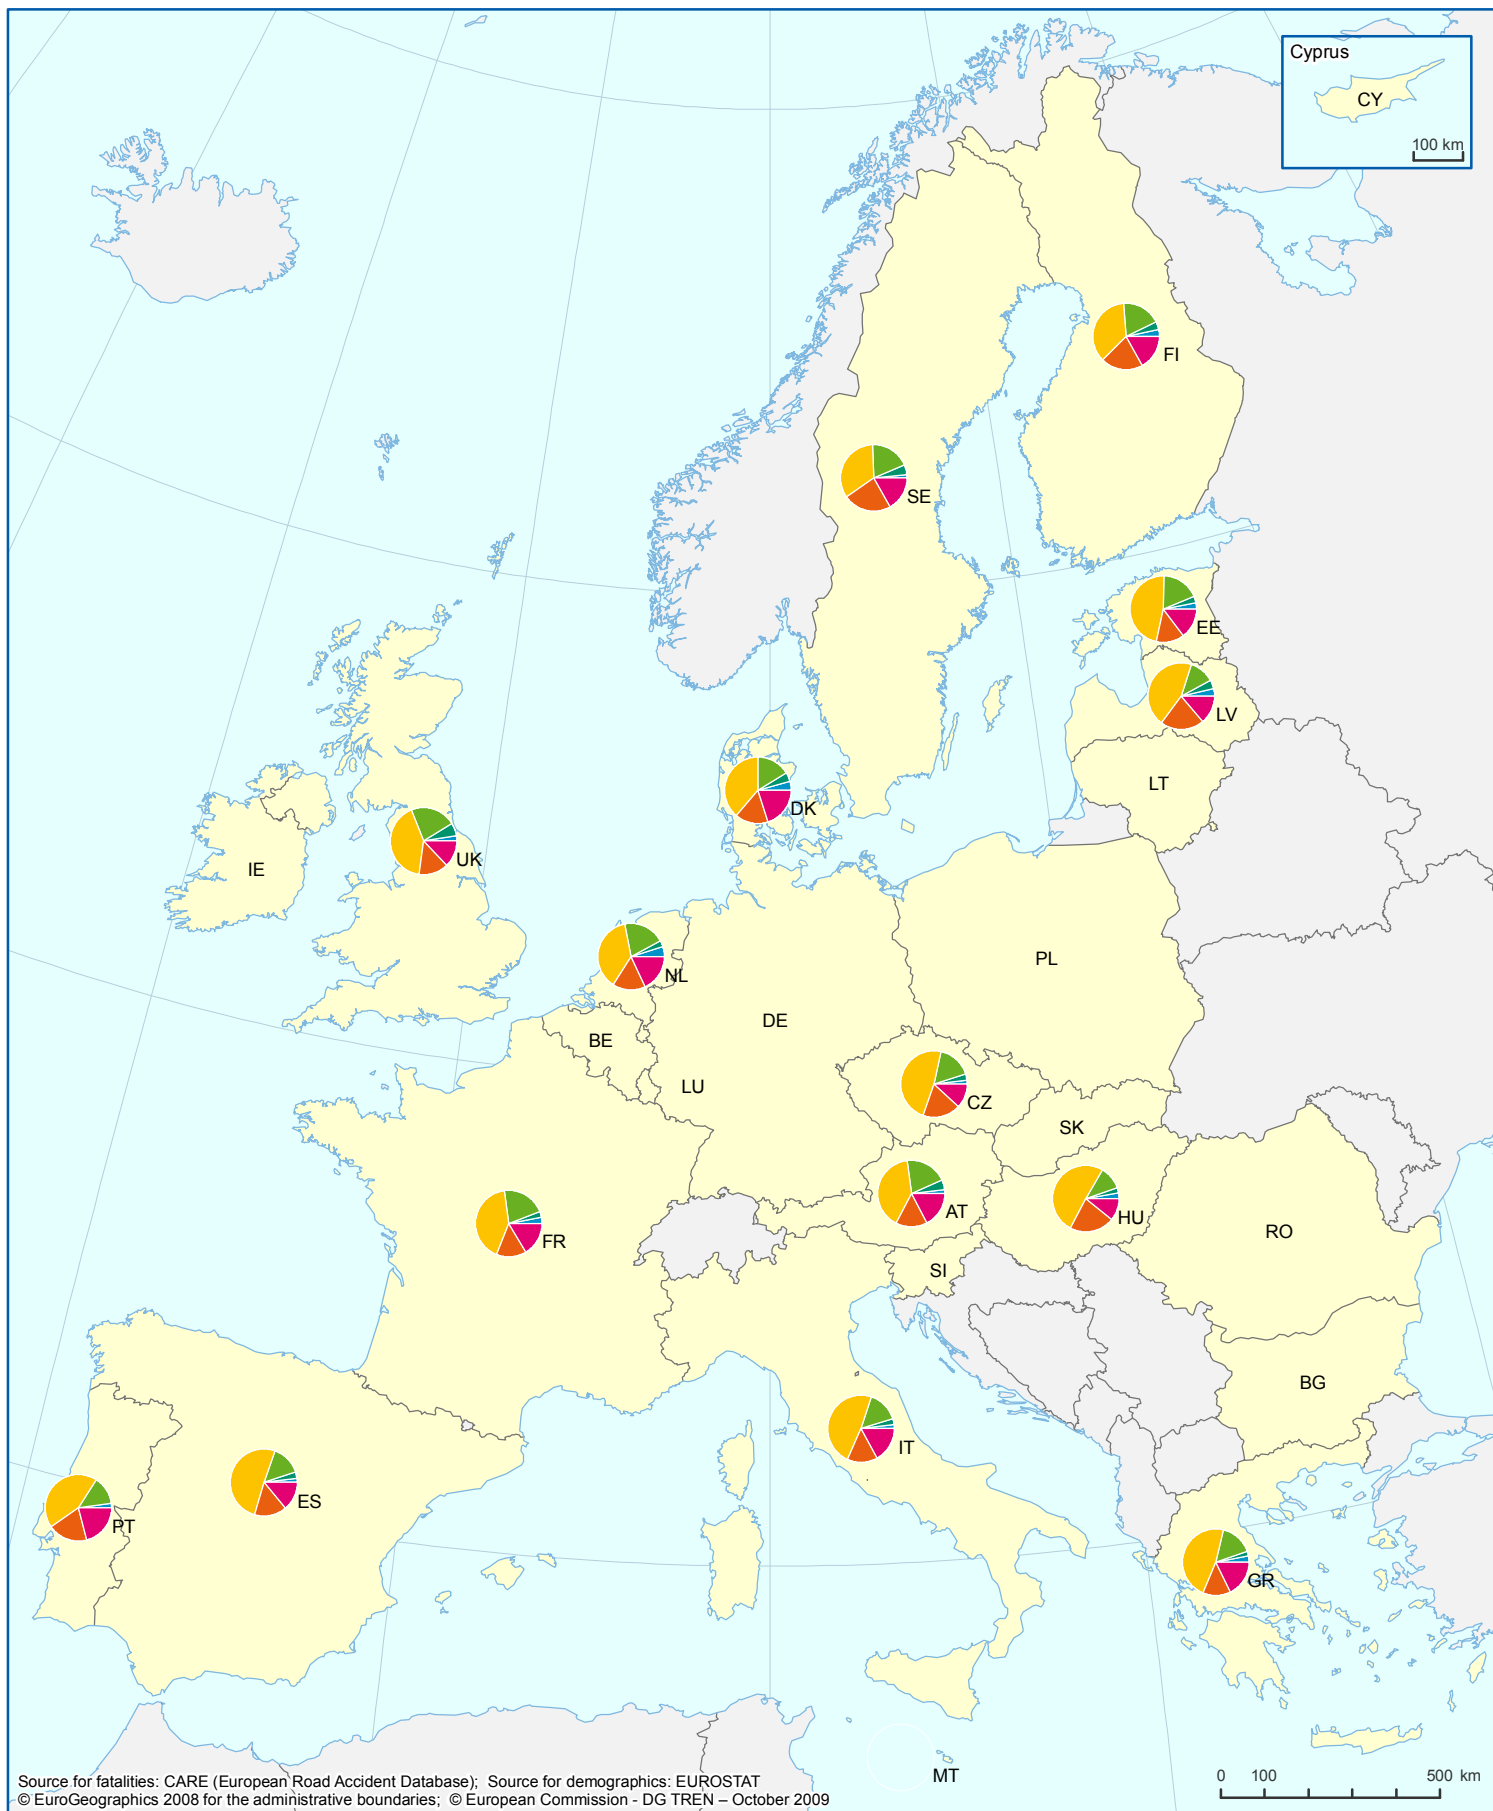 Cyprus
CY
100 km
FI
SE
EE
LV
LT
DK
IE
UK
NL
PL
DE
BE
LU
CZ
SK
AT
HU
FR
RO
SI
BG
IT
ES
PT
GR
MT
Source for fatalities: CARE (European Road Accident Database); Source for demographics: EUROSTAT
© EuroGeographics 2008 for the administrative boundaries; © European Commission - DG TREN – October 2009
0 100 500 km